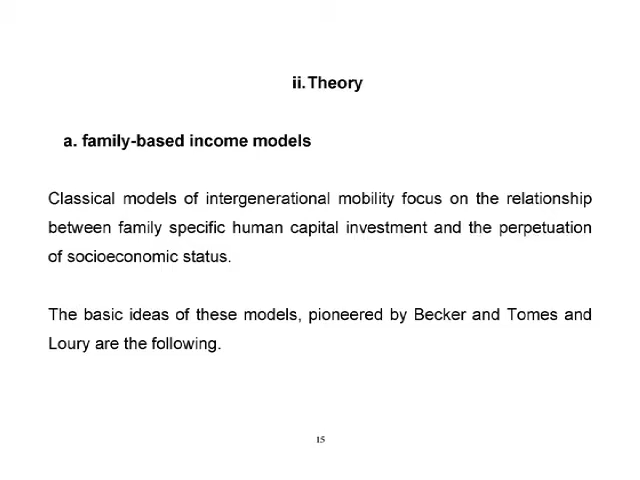 ii. Theory
a. family-based income models
Classical models of intergenerational mobility focus on the relationship
between family specific human capital investment and the perpetuation
of socioeconomic status.
The basic ideas of these models, pioneered by Becker and Tomes and
Loury are the following.
15